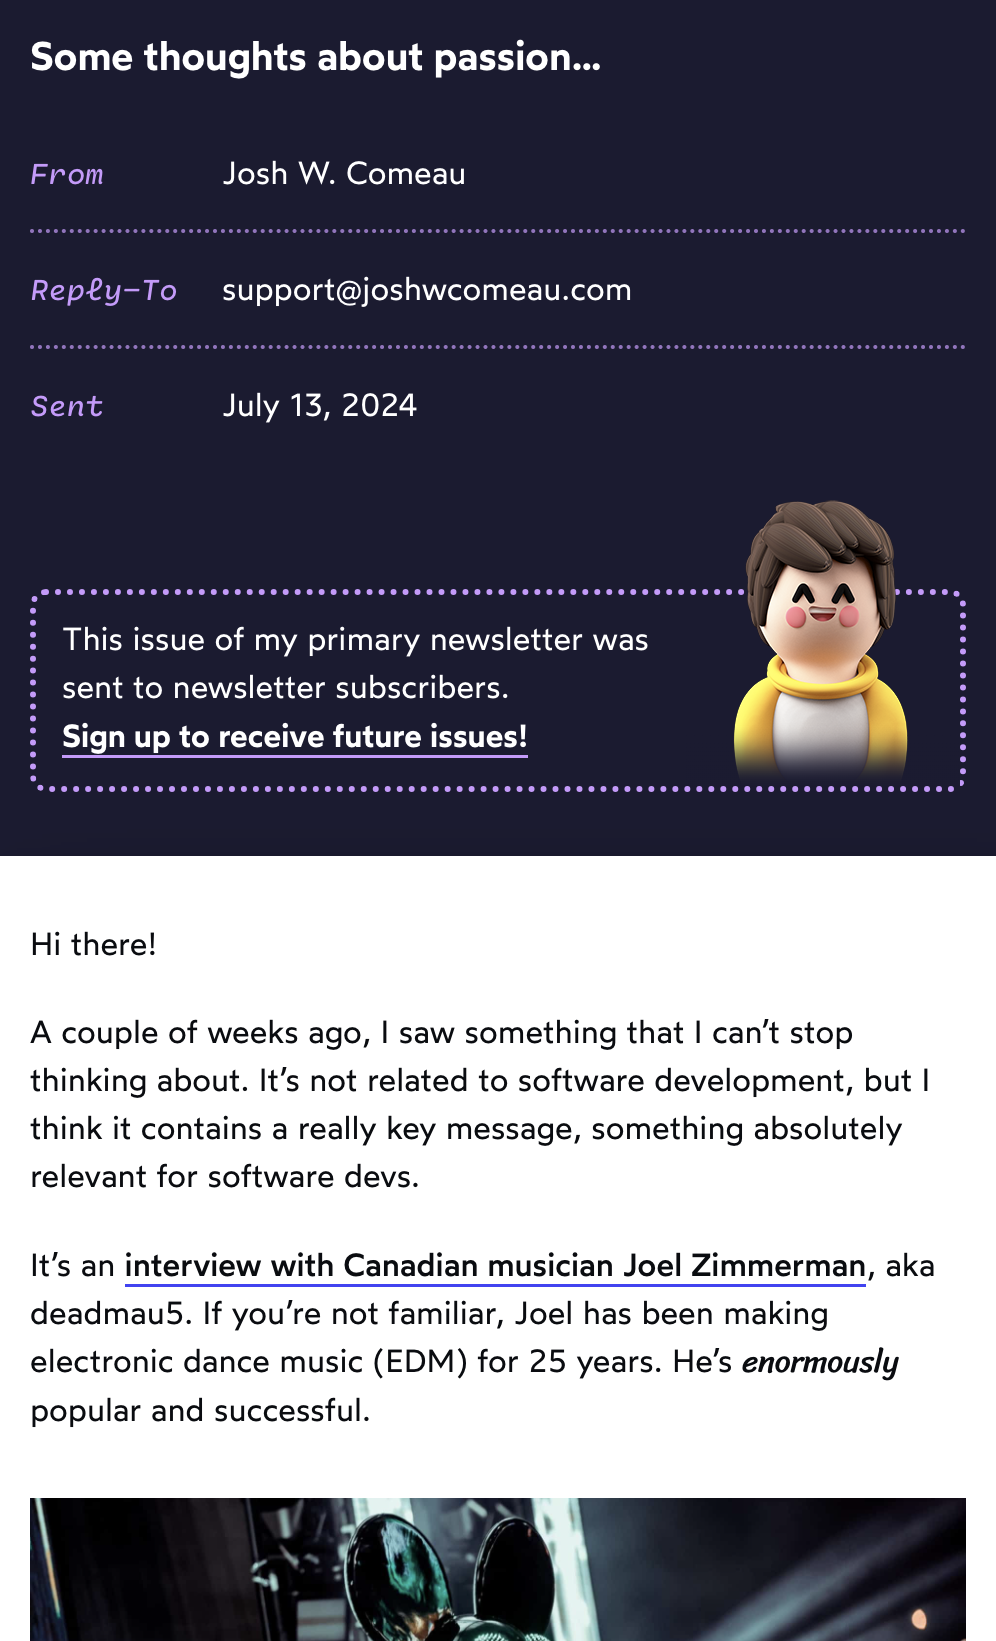 Some thoughts about passion…
From
Josh W. Comeau
Reply-To
support@joshwcomeau.com
Sent
July 13, 2024
This issue of my primary newsletter was
sent to newsletter subscribers.
Sign up to receive future issues!
Hi there!
A couple of weeks ago, I saw something that I can’t stop
thinking about. It’s not related to software development, but I
think it contains a really key message, something absolutely
relevant for software devs.
It’s an interview with Canadian musician Joel Zimmerman, aka
deadmau5. If you’re not familiar, Joel has been making
electronic dance music (EDM) for 25 years. He’s enormously
popular and successful.